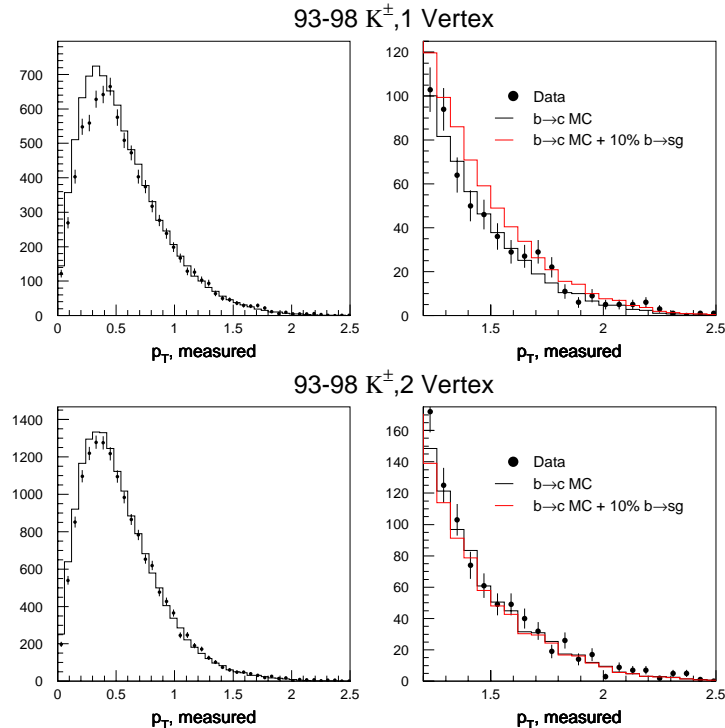 93-98 K±,1 Vertex
700
600
500
400
300
200
100
0
0 0.5 1 1.5 2 2.5
pT, measured
120
100
80
60
40
20
0
Data
b→c MC
b→c MC + 10% b→sg
1.5 2 2.5
pT, measured
93-98 K±,2 Vertex
1400
1200
1000
800
600
400
200
0
0 0.5 1 1.5 2 2.5
pT, measured
160
140
120
100
80
60
40
20
0
Data
b→c MC
b→c MC + 10% b→sg
1.5 2 2.5
pT, measured